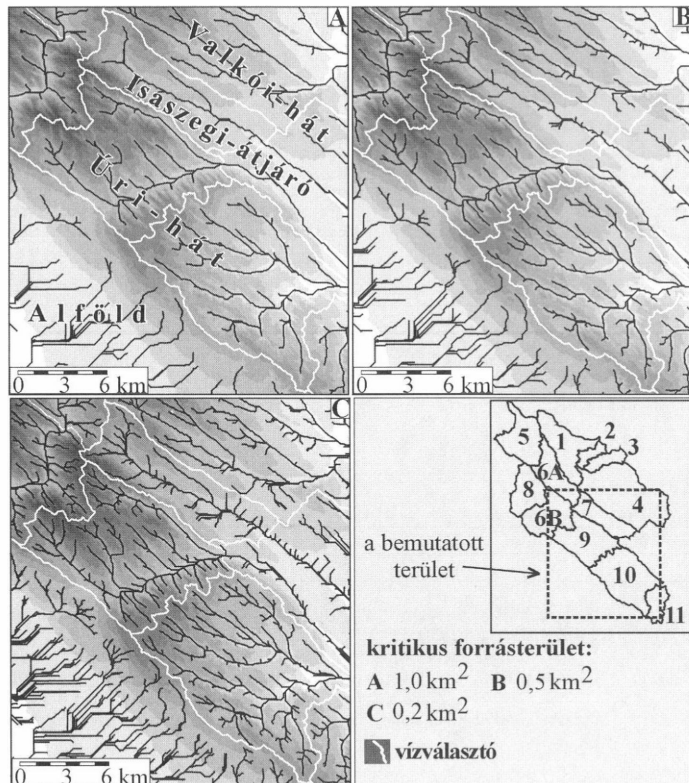 A
Valkói-hát
Isaszegi-átjáró
Úri-hát
Alföld
0 3 6 km
B
0 3 6 km
C
0 3 6 km
5
1
2
3
6A
8
7
4
6B
9
10
11
a bemutatott
terület
kritikus forrásterület:
A 1,0 km² B 0,5 km²
C 0,2 km²
vízválasztó